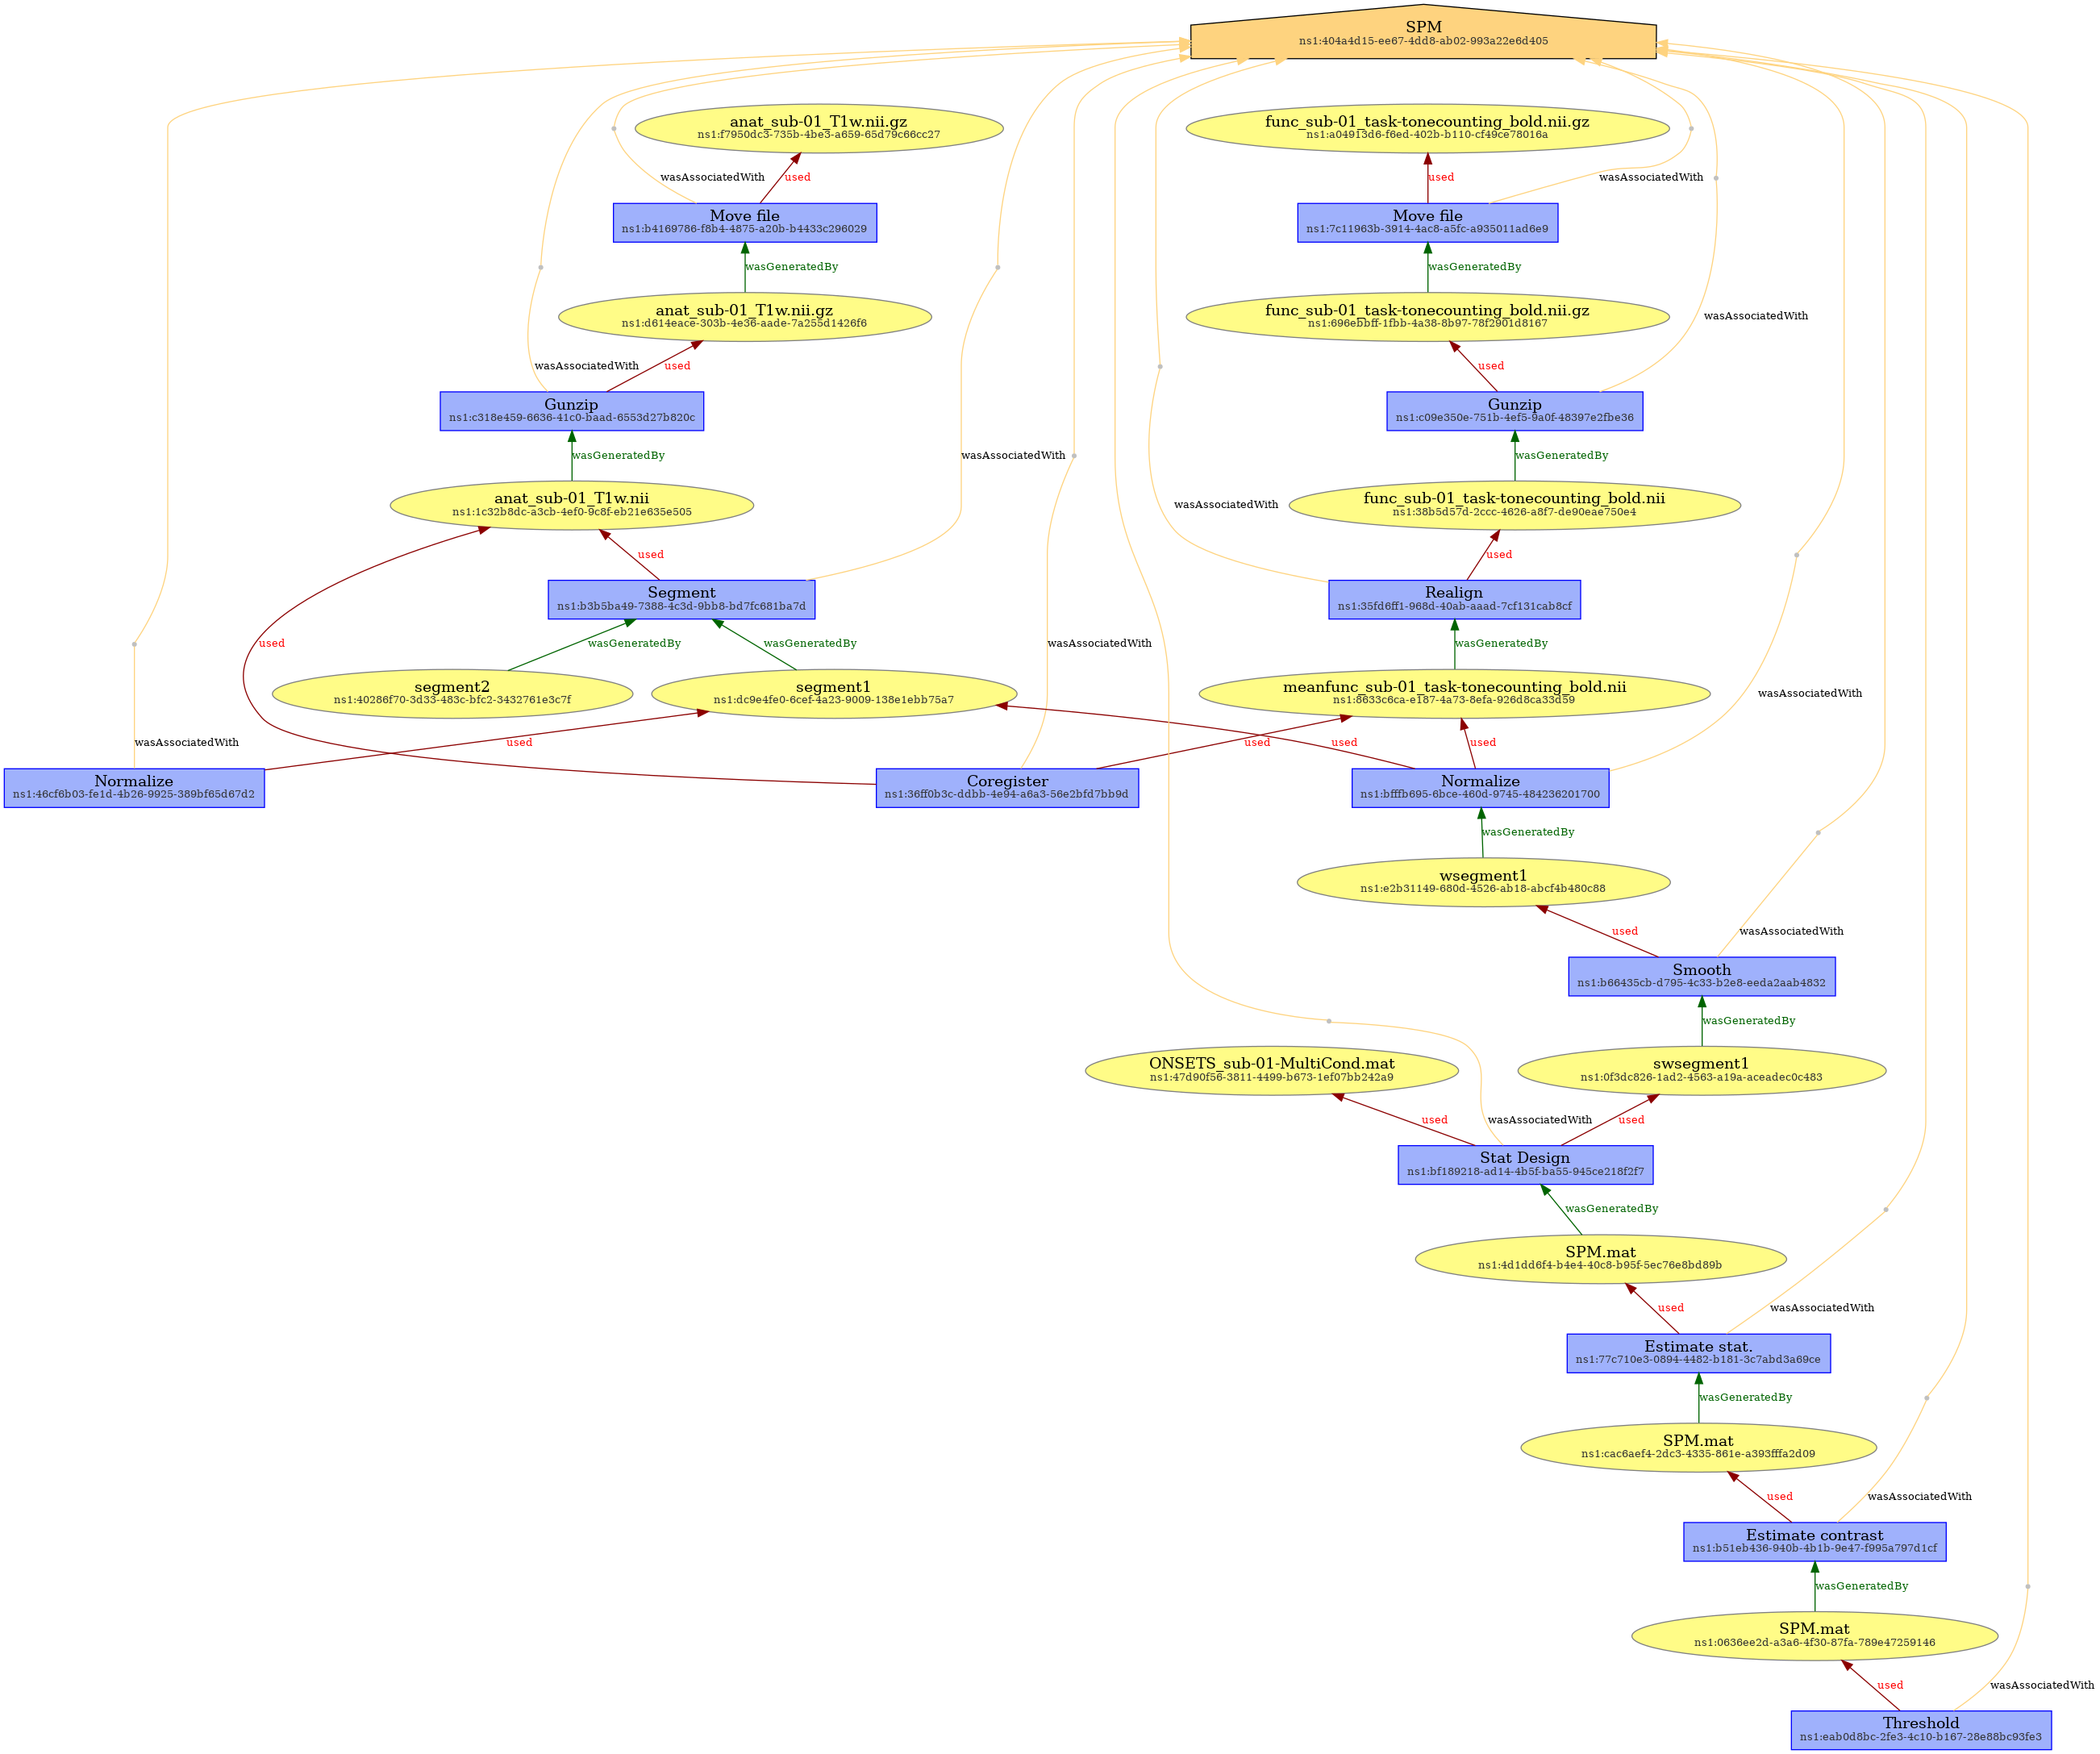 SPM
ns1:404a4d15-ee67-4dd8-ab02-993a22e6d405
anat_sub-01_T1w.nii.gz
ns1:f7950dc3-735b-4be3-a659-65d79c66cc27
func_sub-01_task-tonecounting_bold.nii.gz
ns1:a04913d6-f6ed-402b-b110-cf49ce78016a
wasAssociatedWith
used
used
wasAssociatedWith
Move file
ns1:b4169786-f8b4-4875-a20b-b4433c296029
Move file
ns1:7c11963b-3914-4ac8-a5fc-a935011ad6e9
wasGeneratedBy
wasGeneratedBy
anat_sub-01_T1w.nii.gz
ns1:d614eace-303b-4e36-aade-7a255d1426f6
func_sub-01_task-tonecounting_bold.nii.gz
ns1:696ebbff-1fbb-4a38-8b97-78f2901d8167
wasAssociatedWith
wasAssociatedWith
used
used
Gunzip
ns1:c318e459-6636-41c0-baad-6553d27b820c
Gunzip
ns1:c09e350e-751b-4ef5-9a0f-48397e2fbe36
wasGeneratedBy
wasAssociatedWith
wasGeneratedBy
anat_sub-01_T1w.nii
ns1:1c32b8dc-a3cb-4ef0-9c8f-eb21e635e505
func_sub-01_task-tonecounting_bold.nii
ns1:38b5d57d-2ccc-4626-a8f7-de90eae750e4
wasAssociatedWith
used
used
Segment
ns1:b3b5ba49-7388-4c3d-9bb8-bd7fc681ba7d
Realign
ns1:35fd6ff1-968d-40ab-aaad-7cf131cab8cf
used
wasGeneratedBy
wasGeneratedBy
wasAssociatedWith
wasGeneratedBy
segment2
ns1:40286f70-3d33-483c-bfc2-3432761e3c7f
segment1
ns1:dc9e4fe0-6cef-4a23-9009-138e1ebb75a7
meanfunc_sub-01_task-tonecounting_bold.nii
ns1:8633c6ca-e187-4a73-8efa-926d8ca33d59
wasAssociatedWith
wasAssociatedWith
used
used
used
used
Normalize
ns1:46cf6b03-fe1d-4b26-9925-389bf65d67d2
Coregister
ns1:36ff0b3c-ddbb-4e94-a6a3-56e2bfd7bb9d
Normalize
ns1:bfffb695-6bce-460d-9745-484236201700
wasGeneratedBy
wsegment1
ns1:e2b31149-680d-4526-ab18-abcf4b480c88
used
wasAssociatedWith
Smooth
ns1:b66435cb-d795-4c33-b2e8-eeda2aab4832
wasGeneratedBy
ONSETS_sub-01-MultiCond.mat
ns1:47d90f56-3811-4499-b673-1ef07bb242a9
swsegment1
ns1:0f3dc826-1ad2-4563-a19a-aceadec0c483
used
wasAssociatedWith
used
Stat Design
ns1:bf189218-ad14-4b5f-ba55-945ce218f2f7
wasGeneratedBy
SPM.mat
ns1:4d1dd6f4-b4e4-40c8-b95f-5ec76e8bd89b
used
wasAssociatedWith
Estimate stat.
ns1:77c710e3-0894-4482-b181-3c7abd3a69ce
wasGeneratedBy
SPM.mat
ns1:cac6aef4-2dc3-4335-861e-a393fffa2d09
used
wasAssociatedWith
Estimate contrast
ns1:b51eb436-940b-4b1b-9e47-f995a797d1cf
wasGeneratedBy
SPM.mat
ns1:0636ee2d-a3a6-4f30-87fa-789e47259146
used
wasAssociatedWith
Threshold
ns1:eab0d8bc-2fe3-4c10-b167-28e88bc93fe3